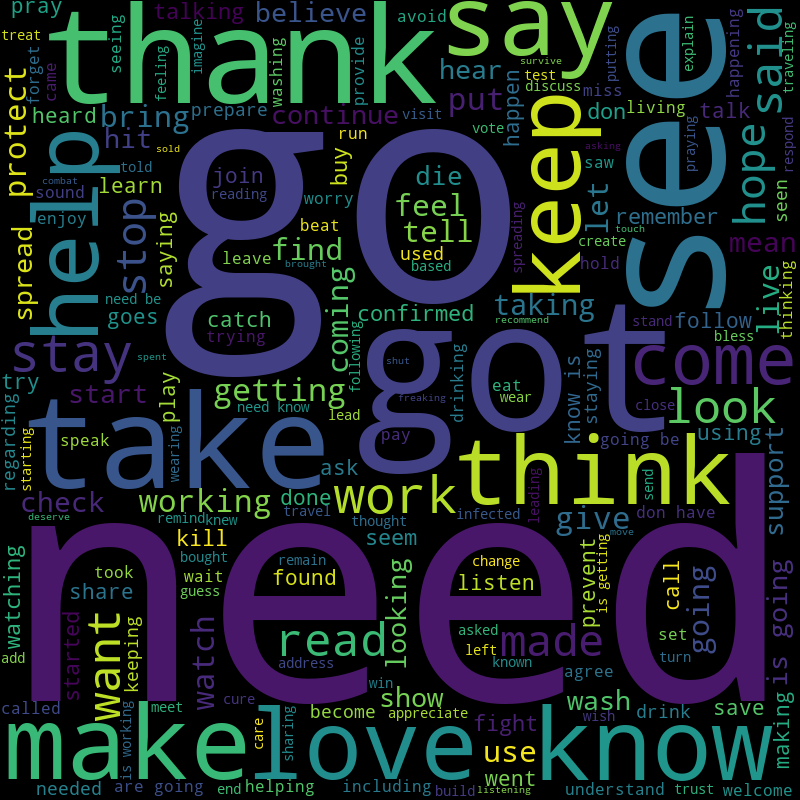 pray
talking
believe
avoid
say
see
explain
said
traveling
treat
thank
seeing
feeling
imagine
washing
provide
hear
survive
test
discuss
putting
happening
forget
came
prepare
visit
put
happen
miss
don
living
talk
heard
bring
continue
keep
vote
saw
praying
asking
respond
protect
help
hit
sold
run
buy
told
combat
sound
join
die
let
hope
seen
learn
reading
worry
go
feel
remember
enjoy
stop
saying
beat
tell
spreading
touch
create
mean
spread
leave
find
used
based
hold
thinking
need be
goes
brought
coming
confirmed
taking
live
catch
trying
following
recommend
stand
follow
bless
stay
spent
shut
got
come
try
start
play
getting
drinking
eat
wear
know is
staying
close
look
need know
lead
freaking
regarding
starting
speak
take
wearing
pay
think
going be
using
support
ask
check
working
done
work
leading
send
give
don have
deserve
remind
knew
travel
thought
infected
move
kill
seem
prevent
is getting
call
going
is going
watching
took
bought
wait
remain
found
change
listen
share
guess
need
looking
set
started
want
keeping
watch
read
asked
left
known
made
turn
add
address
agree
win
show
wash
save
making
called
meet
cure
care
sharing
become
appreciate
fight
wish
drink
make
is working
love
use
know
went
needed
are going
end
helping
including
build
listening
understand
trust
welcome